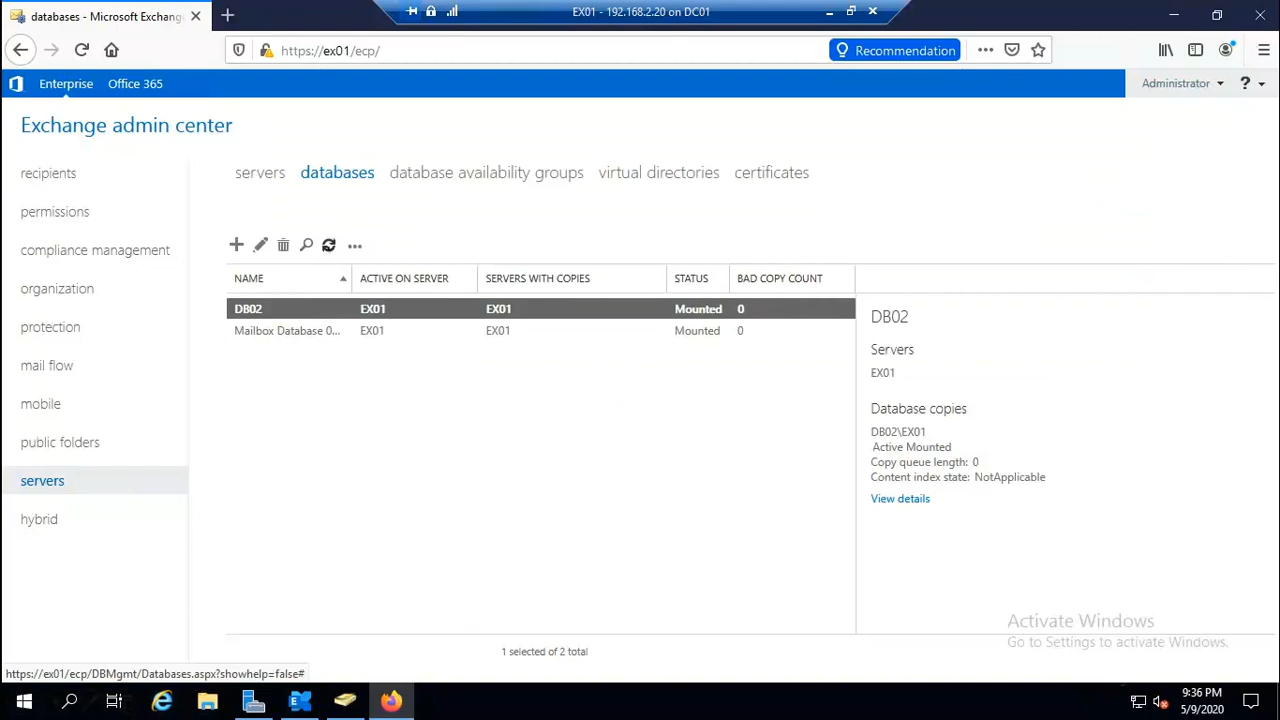 databases - Microsoft Exchang
EX01 - 192.168.2.20 on DC01
https://ex01/ecp/
Recommendation
Enterprise Office 365
Administrator ?
Exchange admin center
recipients
permissions
compliance management
organization
protection
mail flow
mobile
public folders
servers
hybrid
servers databases database availability groups virtual directories certificates
NAME ACTIVE ON SERVER SERVERS WITH COPIES STATUS BAD COPY COUNT
DB02 EX01 EX01 Mounted 0
Mailbox Database 0... EX01 EX01 Mounted 0
1 selected of 2 total
DB02
Servers
EX01
Database copies
DB02\EX01
Active Mounted
Copy queue length: 0
Content index state: NotApplicable
View details
Activate Windows
Go to Settings to activate Windows.
https://ex01/ecp/DBMgmt/Databases.aspx?showhelp=false#
9:36 PM
5/9/2020